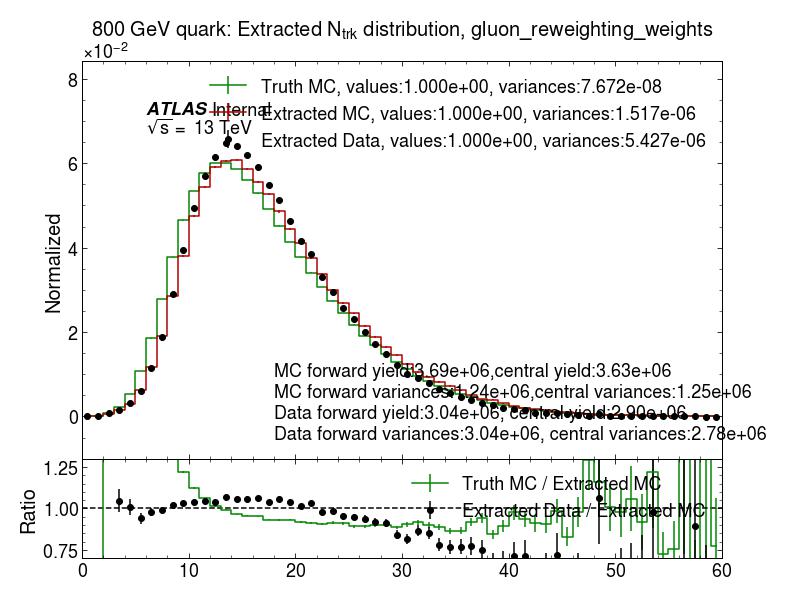 800 GeV quark: Extracted N_trk distribution, gluon_reweighting_weights
×10⁻²
Truth MC, values:1.000e+00, variances:7.672e-08
ATLAS Internal
Extracted MC, values:1.000e+00, variances:1.517e-06
√s = 13 TeV
Extracted Data, values:1.000e+00, variances:5.427e-06
Normalized
8
6
4
2
0
MC forward yield:3.69e+06,central yield:3.63e+06
MC forward variances:1.24e+06,central variances:1.25e+06
Data forward yield:3.04e+06, central yield:2.90e+06
Data forward variances:3.04e+06, central variances:2.78e+06
Ratio
1.25
1.00
0.75
Truth MC / Extracted MC
Extracted Data / Extracted MC
0 10 20 30 40 50 60